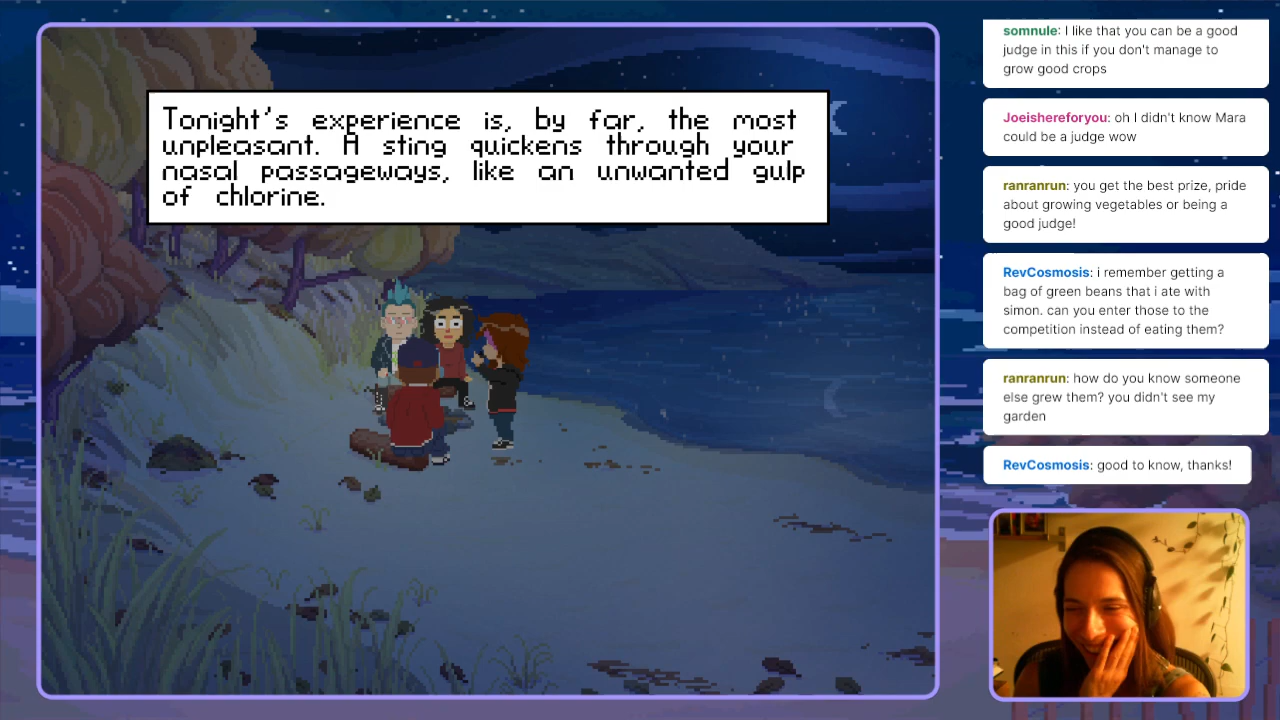 Tonight's experience is, by far, the most
unpleasant. A sting quickens through your
nasal passageways, like an unwanted gulp
of chlorine.
somnule: I like that you can be a good
judge in this if you don't manage to
grow good crops
Joeishereforyou: oh I didn't know Mara
could be a judge wow
ranranrun: you get the best prize, pride
about growing vegetables or being a
good judge!
RevCosmosis: i remember getting a
bag of green beans that i ate with
simon. can you enter those to the
competition instead of eating them?
ranranrun: how do you know someone
else grew them? you didn't see my
garden
RevCosmosis: good to know, thanks!